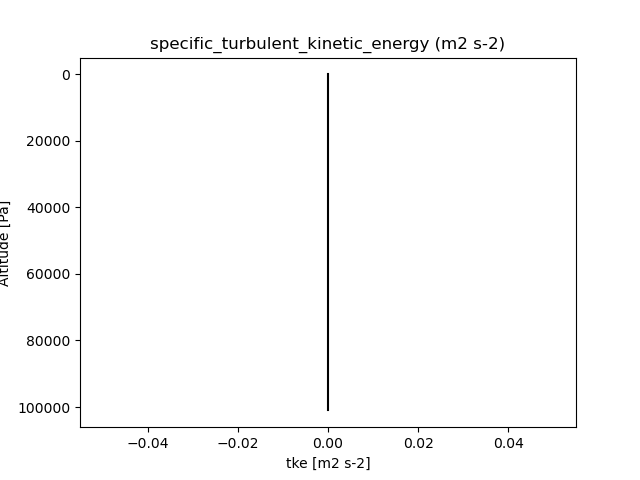 specific_turbulent_kinetic_energy (m2 s-2)
0
20000
40000
60000
80000
100000
Altitude [Pa]
−0.04 −0.02 0.00 0.02 0.04
tke [m2 s-2]